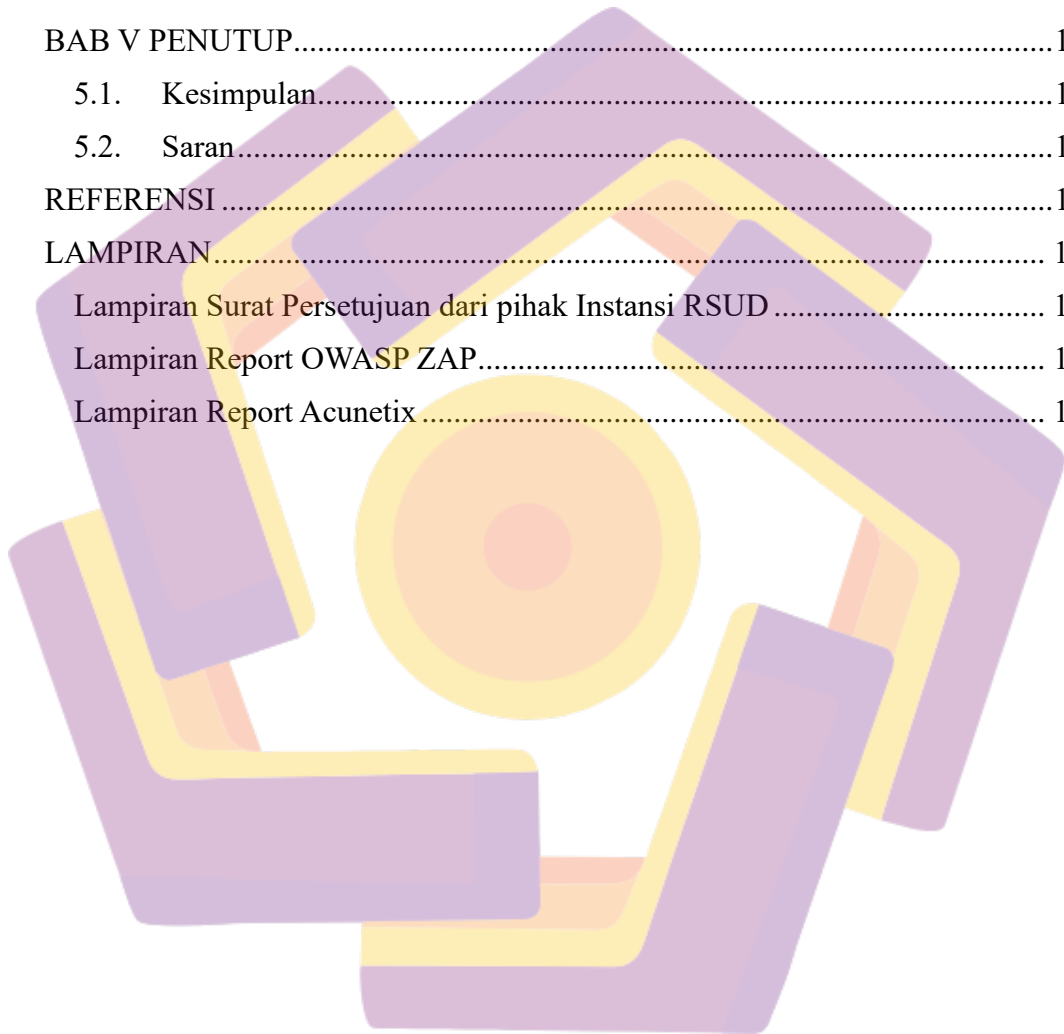 BAB V PENUTUP..........................................................................................1
5.1. Kesimpulan.......................................................................................1
5.2. Saran.................................................................................................1
REFERENSI ..................................................................................................1
LAMPIRAN................................................................................................... 1
Lampiran Surat Persetujuan dari pihak Instansi RSUD ................................ 1
Lampiran Report OWASP ZAP.................................................................... 1
Lampiran Report Acunetix ........................................................................... 1